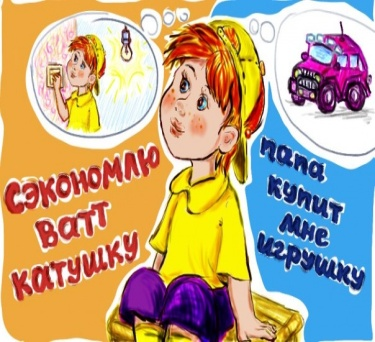 сэкономлю
ватт
катушку
папа
купит
мне
игрушку